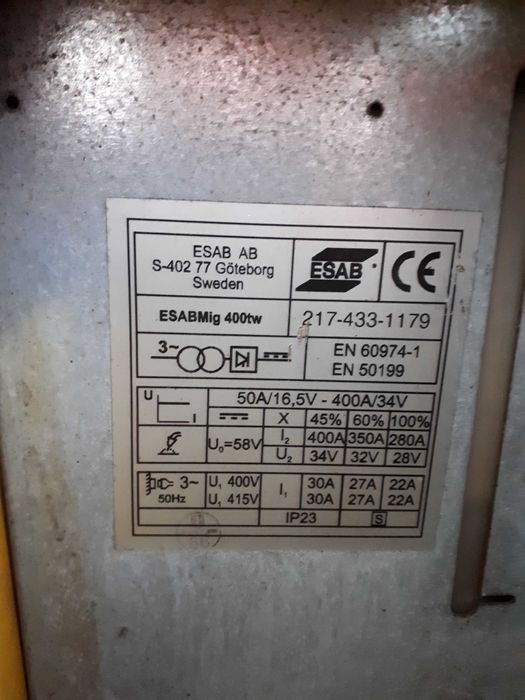 ESAB AB
S-402 77 Göteborg
Sweden
ESAB
CE
ESABMig 400tw
217-433-1179
3~
EN 60974-1
EN 50199
U
I
50A/16,5V - 400A/34V
X 45% 60% 100%
U₀=58V
I₂ 400A 350A 280A
U₂ 34V 32V 28V
3~
50Hz
U₁ 400V I₁ 30A 27A 22A
U₁ 415V 30A 27A 22A
IP23
S